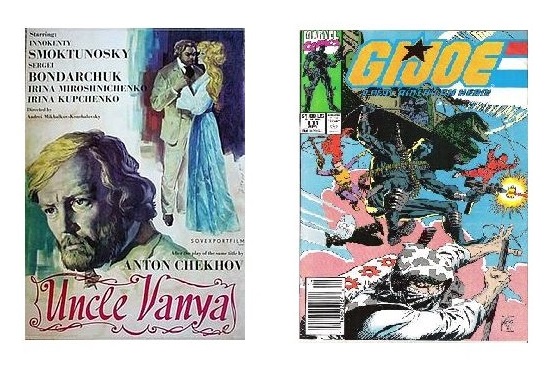 Starring:
INNOKENTY
SMOKTUNOSKY
SERGEI
BONDARCHUK
IRINA MIROSHNICHENKO
IRINA KUPCHENKO
Directed by
Andrei Mikhalkov-Konchalovsky
SOVEXPORTFILM
After the play of the same title by
ANTON CHEKHOV
Uncle Vanya
MARVEL
COMICS
G.I. JOE
A REAL AMERICAN HERO